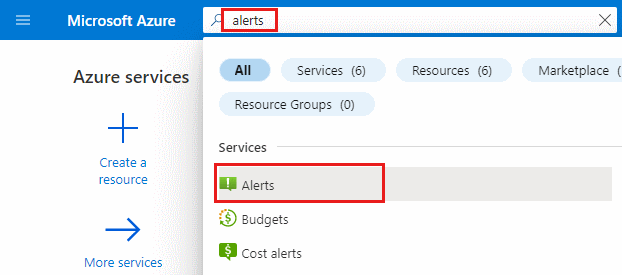 Microsoft Azure
alerts
Azure services
Create a
resource
More services
All
Services (6)
Resources (6)
Marketplace (
Resource Groups (0)
Services
Alerts
Budgets
Cost alerts